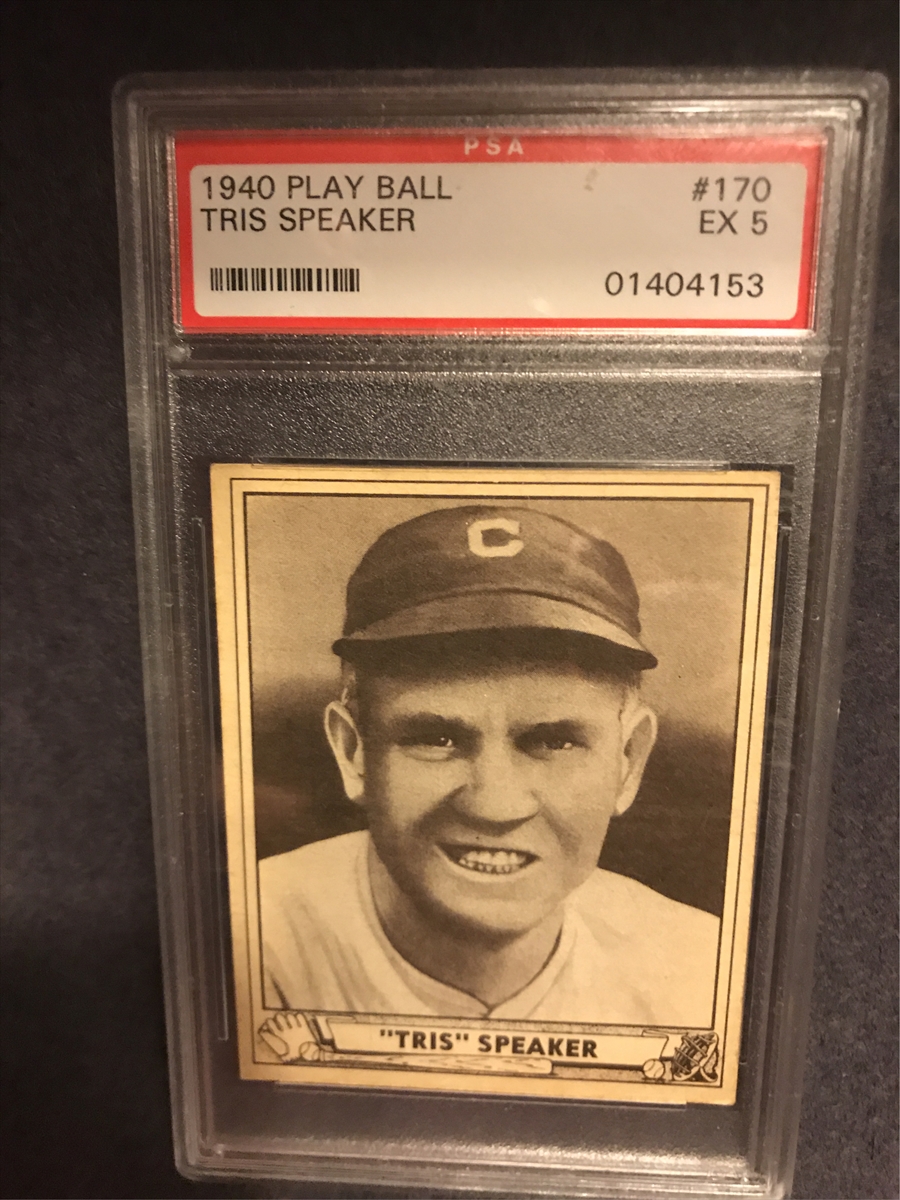 PSA
1940 PLAY BALL #170
TRIS SPEAKER EX 5
01404153
C
"TRIS" SPEAKER